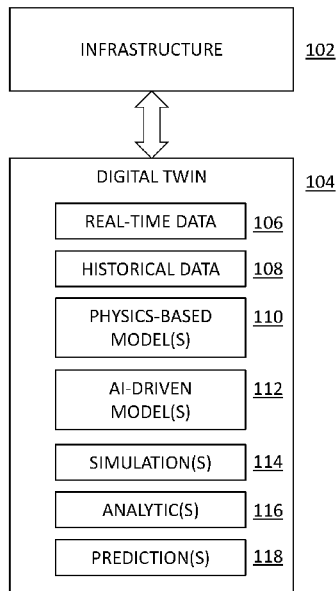 INFRASTRUCTURE 102
DIGITAL TWIN 104
REAL-TIME DATA 106
HISTORICAL DATA 108
PHYSICS-BASED 110
MODEL(S)
AI-DRIVEN 112
MODEL(S)
SIMULATION(S) 114
ANALYTIC(S) 116
PREDICTION(S) 118